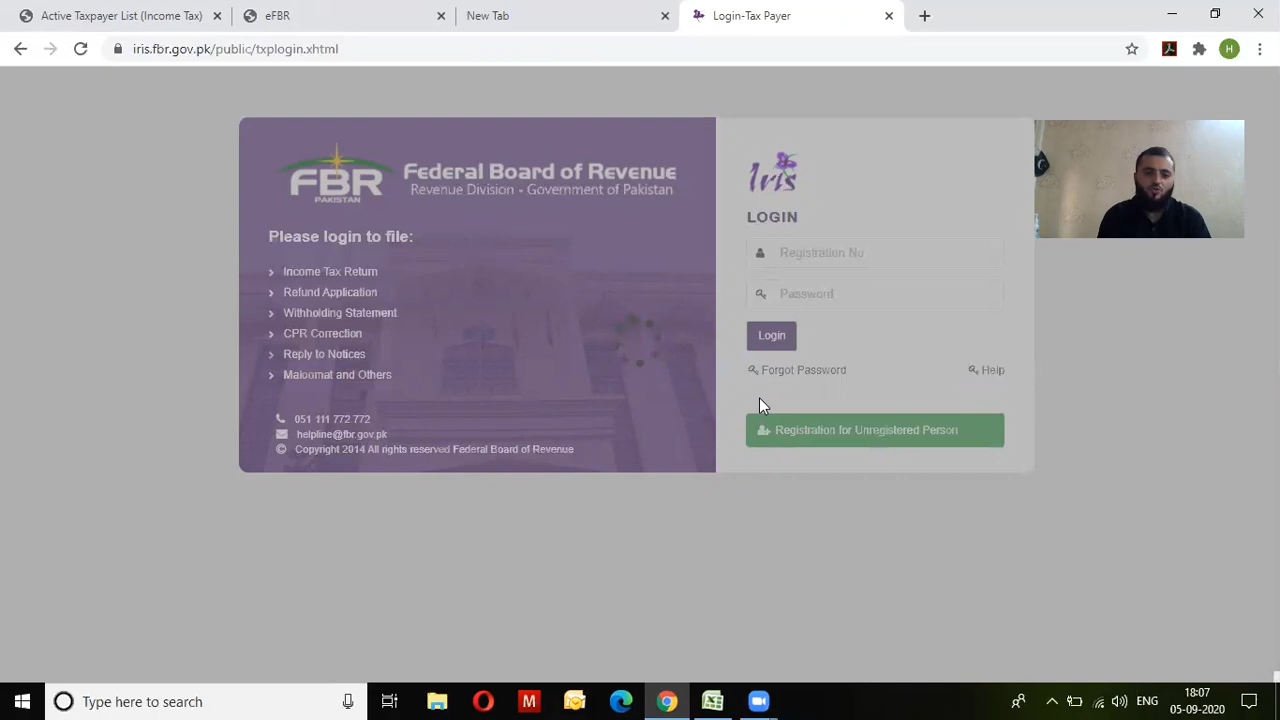 Active Taxpayer List (Income Tax)
eFBR
New Tab
Login-Tax Payer
iris.fbr.gov.pk/public/txplogin.xhtml
H
FBR
PAKISTAN
Federal Board of Revenue
Revenue Division - Government of Pakistan
Please login to file:
Income Tax Return
Refund Application
Withholding Statement
CPR Correction
Reply to Notices
Maloomat and Others
051 111 772 772
helpline@fbr.gov.pk
© Copyright 2014 All rights reserved Federal Board of Revenue
Iris
LOGIN
Registration No
Password
Login
Forgot Password
Help
Registration for Unregistered Person
Type here to search
M
ENG
18:07
05-09-2020